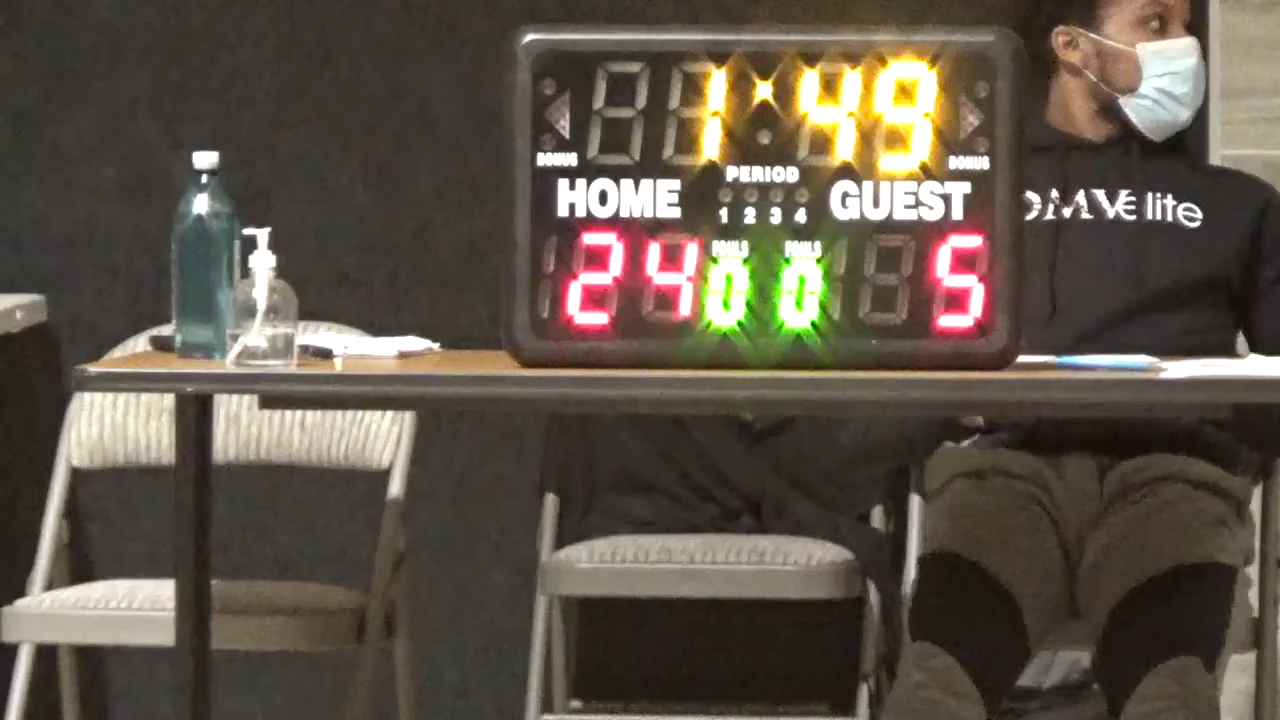 1:49
BONUS BONUS
PERIOD
HOME GUEST
1 2 3 4
FOULS FOULS
24 0 0 5
DMVElite